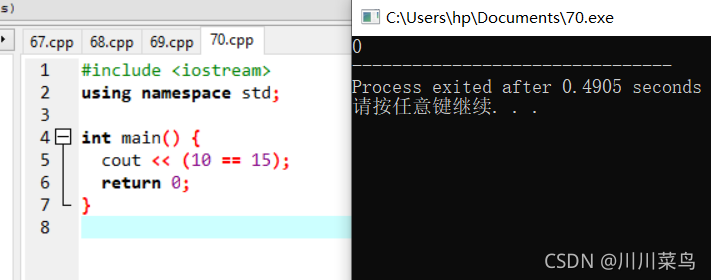 s)
67.cpp 68.cpp 69.cpp 70.cpp
1 #include <iostream>
2 using namespace std;
3
4 int main() {
5 cout << (10 == 15);
6 return 0;
7 }
8
C:\Users\hp\Documents\70.exe
0
--------------------------------
Process exited after 0.4905 seconds
请按任意键继续. . .
CSDN @川川菜鸟